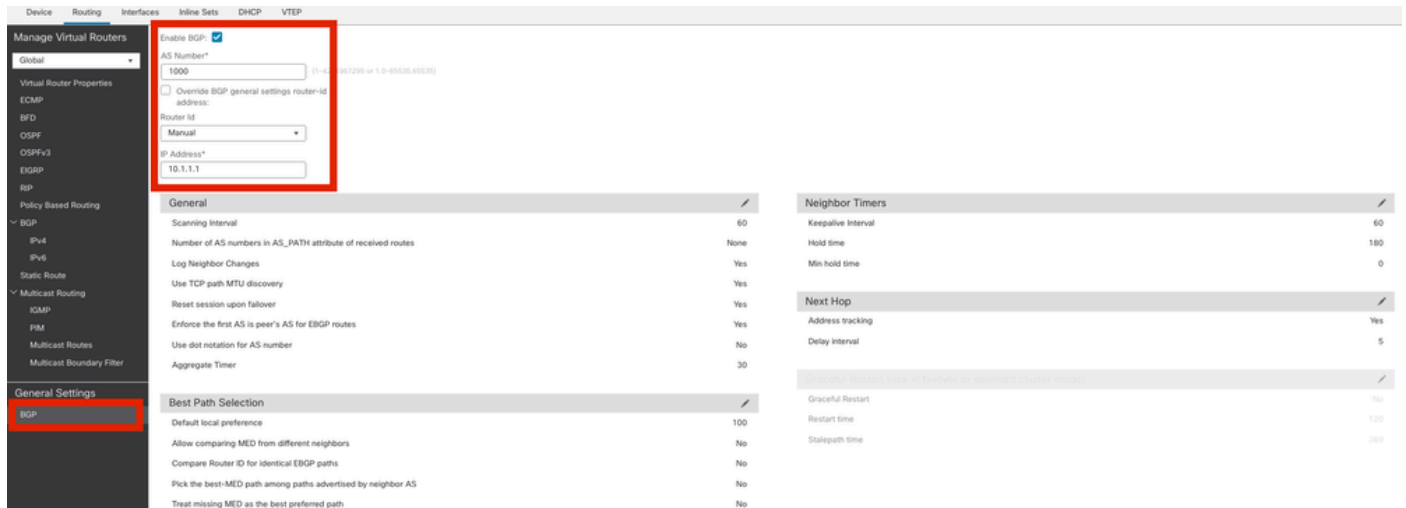 Device Routing Interfaces Inline Sets DHCP VTEP
Manage Virtual Routers
Global
Virtual Router Properties
ECMP
BFD
OSPF
OSPFv3
EIGRP
RIP
Policy Based Routing
BGP
IPv4
IPv6
Static Route
Multicast Routing
IGMP
PIM
Multicast Routes
Multicast Boundary Filter
General Settings
BGP
Enable BGP:
AS Number*
1000
Override BGP general settings router-id
address:
Router Id
Manual
IP Address*
10.1.1.1
General
Scanning Interval 60
Number of AS numbers in AS_PATH attribute of received routes None
Log Neighbor Changes Yes
Use TCP path MTU discovery Yes
Reset session upon failover Yes
Enforce the first AS is peer's AS for EBGP routes Yes
Use dot notation for AS number No
Aggregate Timer 30
Best Path Selection
Default local preference 100
Allow comparing MED from different neighbors No
Compare Router ID for identical EBGP paths No
Pick the best-MED path among paths advertised by neighbor AS No
Treat missing MED as the best preferred path No
Neighbor Timers
Keepalive Interval 60
Hold time 180
Min hold time 0
Next Hop
Address tracking Yes
Delay interval 5
Graceful Restart (use in failover or spanned cluster mode)
Graceful Restart No
Restart time 120
Stalepath time